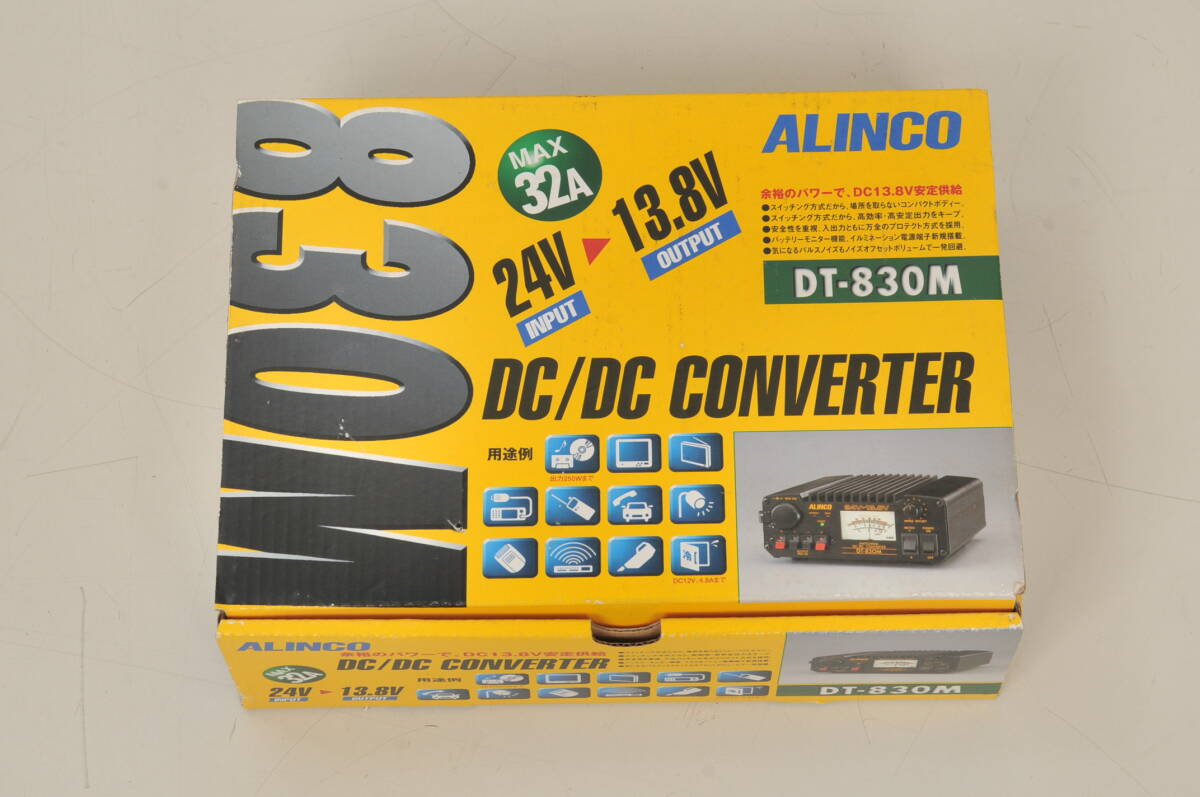 830M
MAX
32A
24V
INPUT
13.8V
OUTPUT
ALINCO
余裕のパワーで、DC13.8V安定供給
●スイッチング方式だから、場所を取らないコンパクトボディー。
●スイッチング方式だから、高効率・高安定出力をキープ。
●安全性を重視、入出力ともに万全のプロテクト方式を採用。
●バッテリーモニター機能、イルミネーション電源端子新規搭載。
●気になるパルスノイズもノイズオフセットボリュームで一発回避。
DT-830M
DC/DC CONVERTER
用途例
出力250Wまで
DC12V、4.8Aまで
ALINCO
24V-13.8V
DT-830M
ALINCO
余裕のパワーで、DC13.8V安定供給
DC/DC CONVERTER
MAX
32A
24V
INPUT
13.8V
OUTPUT
用途例
DT-830M